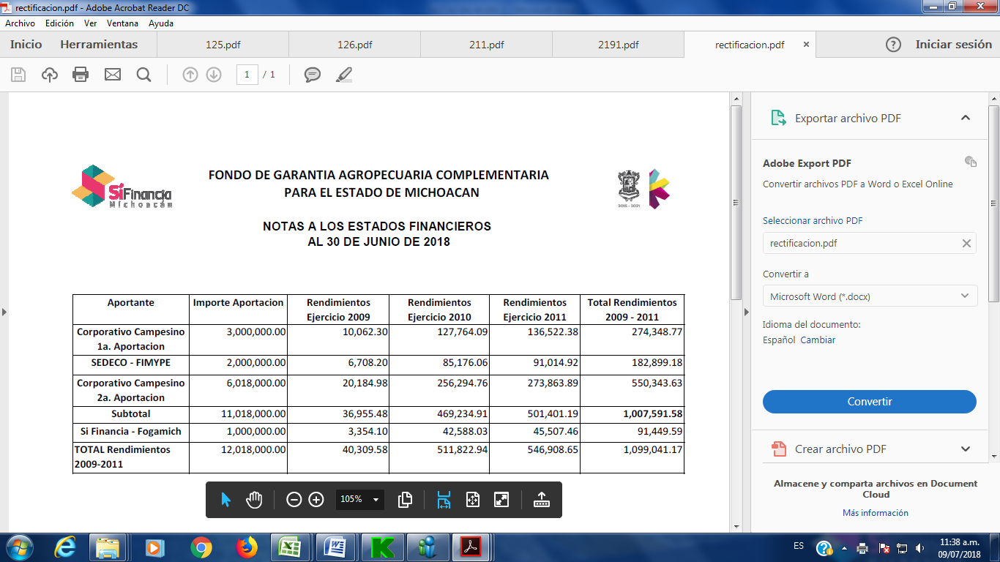 rectificacion.pdf - Adobe Acrobat Reader DC
Archivo Edición Ver Ventana Ayuda
Inicio Herramientas 125.pdf 126.pdf 211.pdf 2191.pdf rectificacion.pdf × ? Iniciar sesión
1 / 1
Exportar archivo PDF
Adobe Export PDF
Convertir archivos PDF a Word o Excel Online
Seleccionar archivo PDF
rectificacion.pdf
Convertir a
Microsoft Word (*.docx)
Idioma del documento:
Español Cambiar
Convertir
Crear archivo PDF
Almacene y comparta archivos en Document
Cloud
Más información
Sí Financia
Michoacán
FONDO DE GARANTIA AGROPECUARIA COMPLEMENTARIA
PARA EL ESTADO DE MICHOACAN
2015 - 2021
NOTAS A LOS ESTADOS FINANCIEROS
AL 30 DE JUNIO DE 2018
Aportante Importe Aportacion Rendimientos Rendimientos Rendimientos Total Rendimientos
Ejercicio 2009 Ejercicio 2010 Ejercicio 2011 2009 - 2011
Corporativo Campesino 3,000,000.00 10,062.30 127,764.09 136,522.38 274,348.77
1a. Aportacion
SEDECO - FIMYPE 2,000,000.00 6,708.20 85,176.06 91,014.92 182,899.18
Corporativo Campesino 6,018,000.00 20,184.98 256,294.76 273,863.89 550,343.63
2a. Aportacion
Subtotal 11,018,000.00 36,955.48 469,234.91 501,401.19 1,007,591.58
Si Financia - Fogamich 1,000,000.00 3,354.10 42,588.03 45,507.46 91,449.59
TOTAL Rendimientos 12,018,000.00 40,309.58 511,822.94 546,908.65 1,099,041.17
2009-2011
105%
ES 11:38 a.m.
09/07/2018